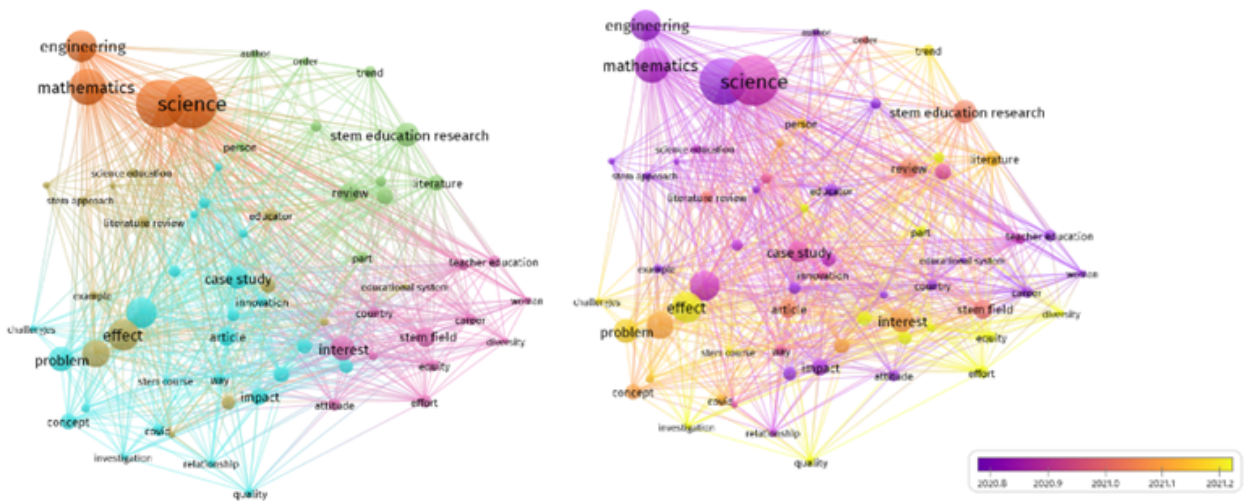 engineering
author
order
mathematics
trend
science
stem education research
person
science education
stem approach
literature
review
literature review
educator
part
teacher education
case study
educational system
example
innovation
women
country
challenges
career
effect
article
stem field
diversity
problem
interest
equity
stem course
way
impact
attitude
effort
concept
covid
investigation
relationship
quality
engineering
author
order
trend
mathematics
science
stem education research
person
science education
literature
stem approach
review
educator
literature review
part
teacher education
case study
educational system
example
innovation
women
country
career
challenges
effect
article
stem field
diversity
interest
problem
equity
stem course
way
impact
attitude
effort
concept
covid
investigation
relationship
quality
2020.8 2020.9 2021.0 2021.1 2021.2